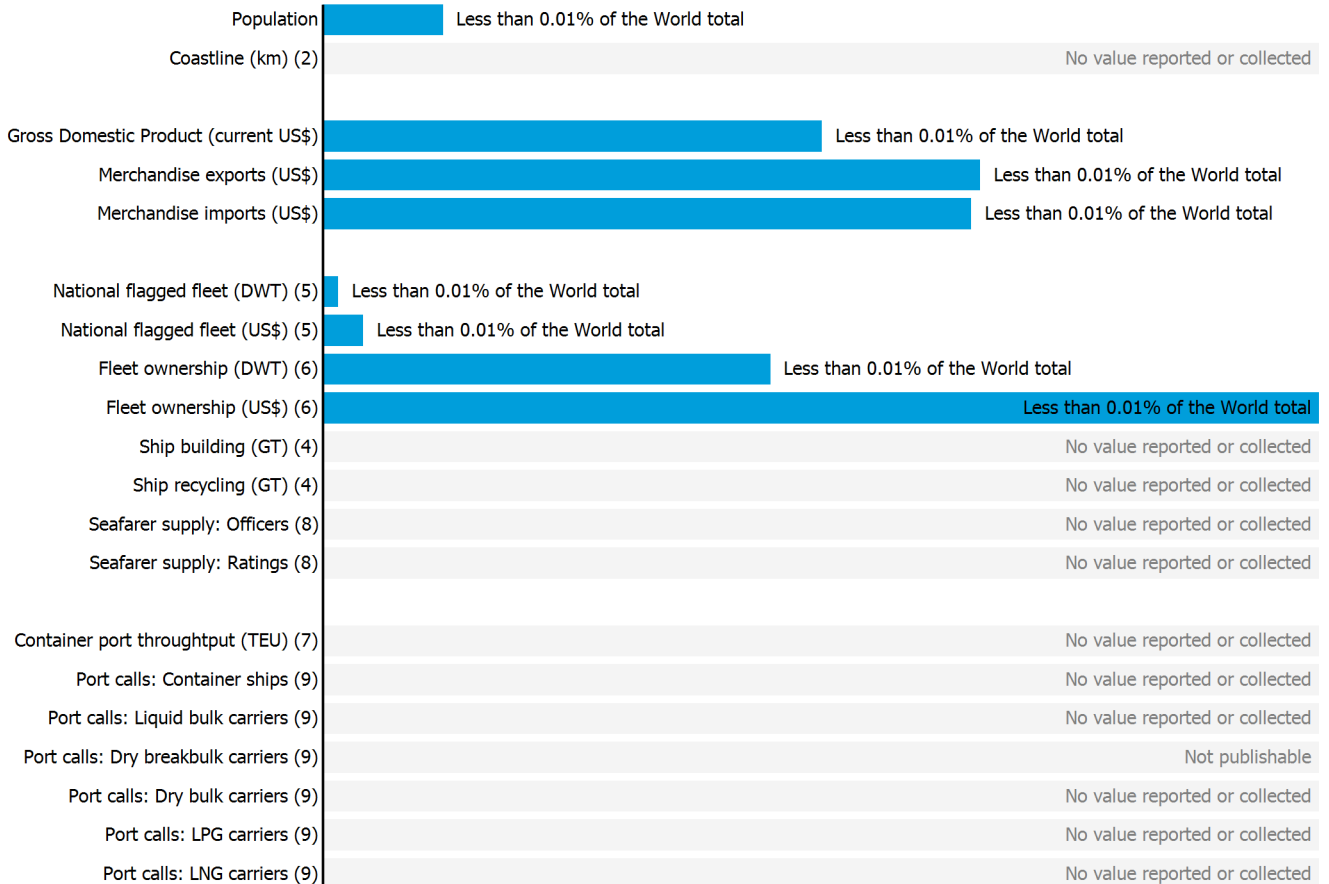 Population Less than 0.01% of the World total
Coastline (km) (2) No value reported or collected
Gross Domestic Product (current US$) Less than 0.01% of the World total
Merchandise exports (US$) Less than 0.01% of the World total
Merchandise imports (US$) Less than 0.01% of the World total
National flagged fleet (DWT) (5) Less than 0.01% of the World total
National flagged fleet (US$) (5) Less than 0.01% of the World total
Fleet ownership (DWT) (6) Less than 0.01% of the World total
Fleet ownership (US$) (6) Less than 0.01% of the World total
Ship building (GT) (4) No value reported or collected
Ship recycling (GT) (4) No value reported or collected
Seafarer supply: Officers (8) No value reported or collected
Seafarer supply: Ratings (8) No value reported or collected
Container port throughtput (TEU) (7) No value reported or collected
Port calls: Container ships (9) No value reported or collected
Port calls: Liquid bulk carriers (9) No value reported or collected
Port calls: Dry breakbulk carriers (9) Not publishable
Port calls: Dry bulk carriers (9) No value reported or collected
Port calls: LPG carriers (9) No value reported or collected
Port calls: LNG carriers (9) No value reported or collected